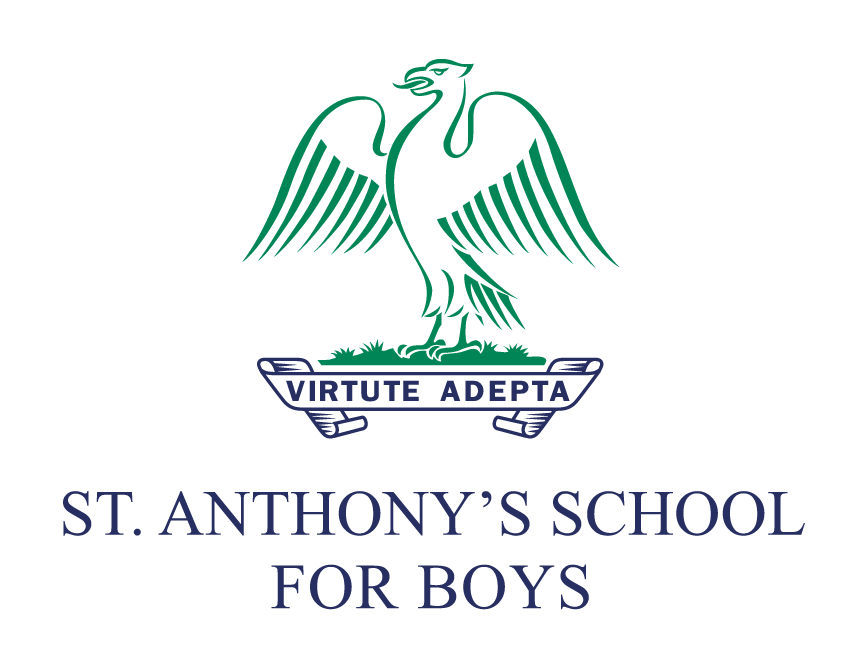 VIRTUTE ADEPTA
ST. ANTHONY’S SCHOOL
FOR BOYS